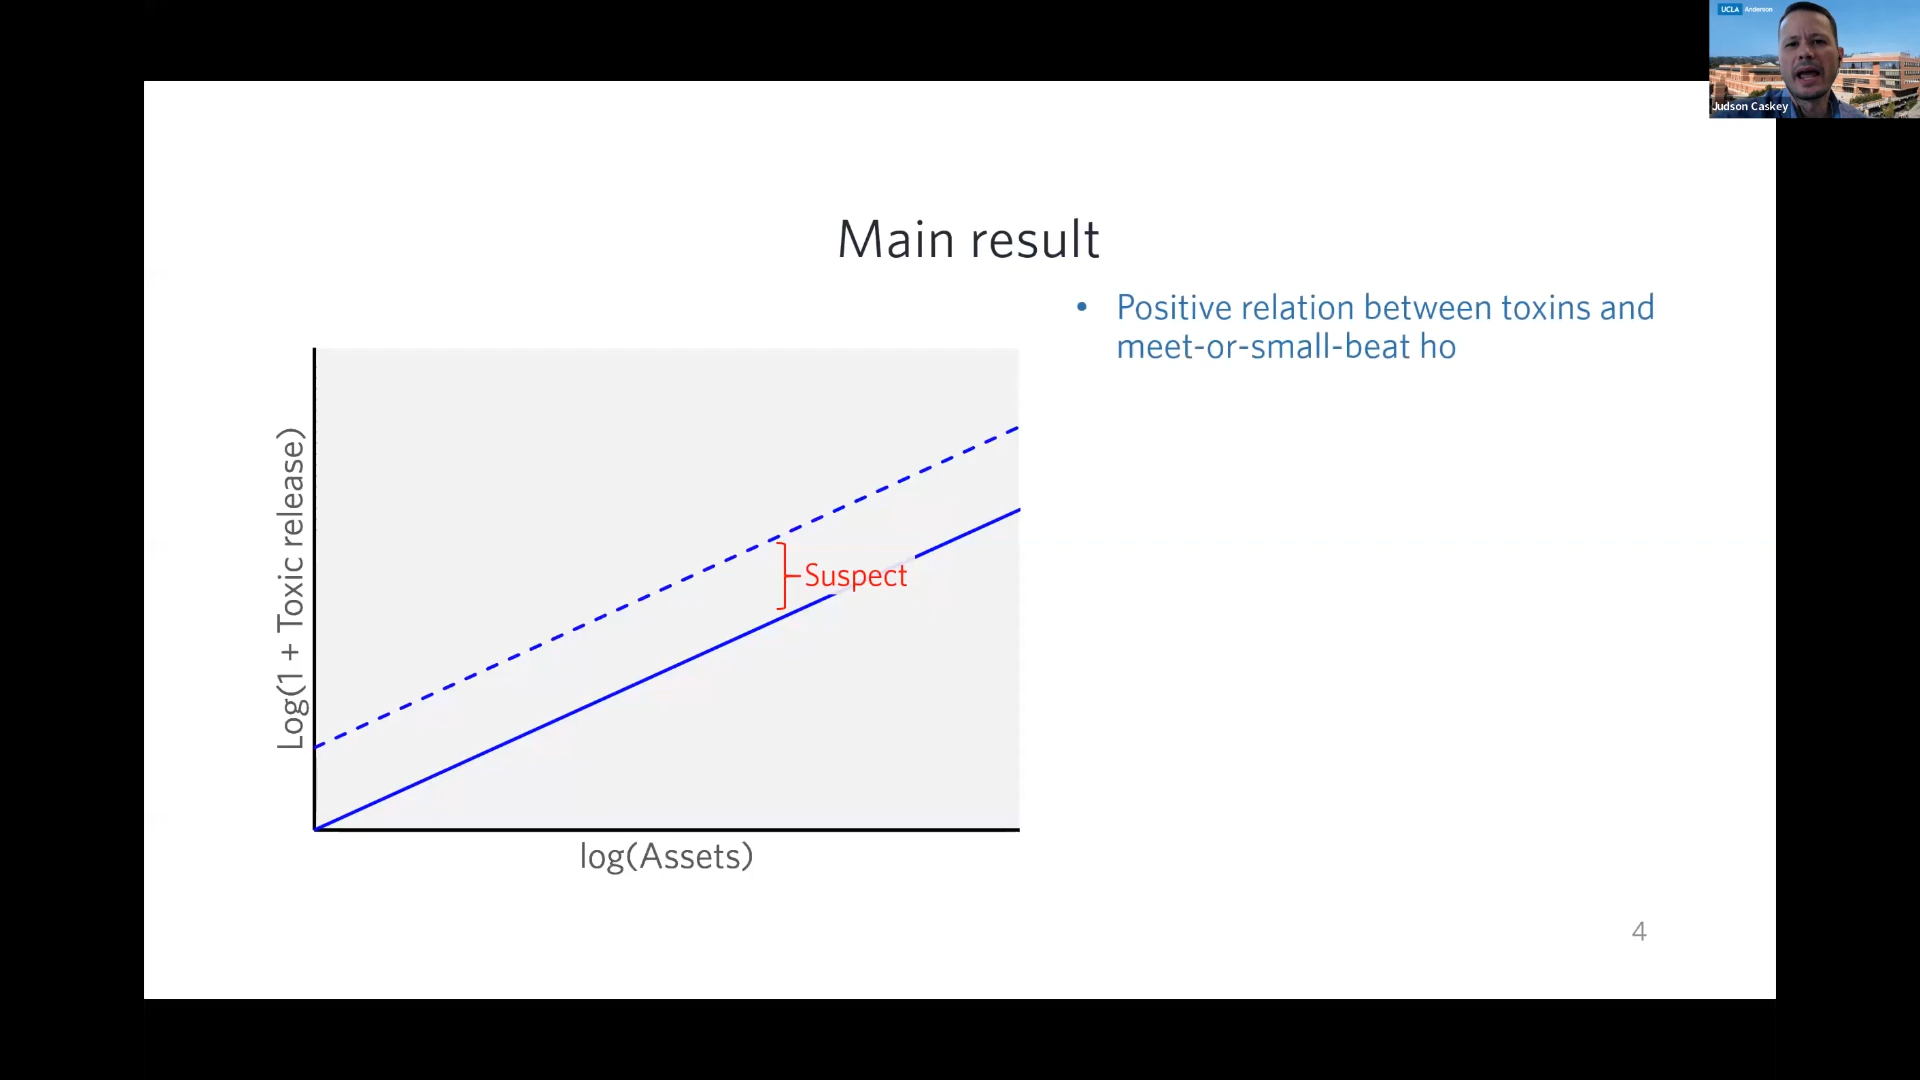 UCLA Anderson
Judson Caskey
Main result
• Positive relation between toxins and
meet-or-small-beat ho
Log(1 + Toxic release)
Suspect
log(Assets)
4